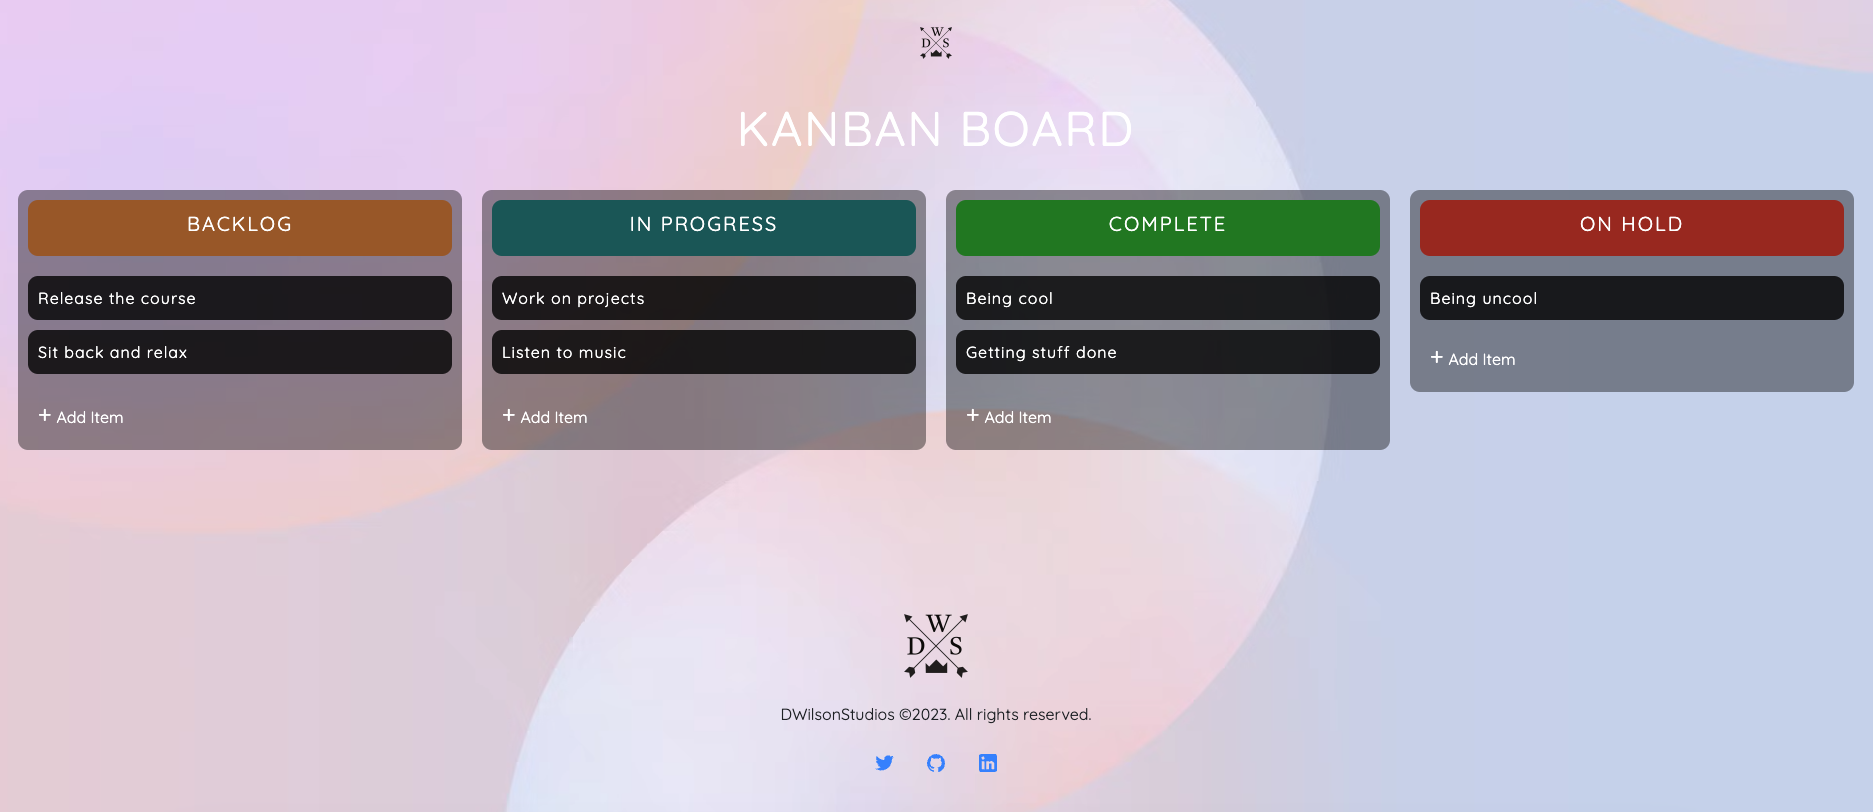 W
D S
KANBAN BOARD
BACKLOG
Release the course
Sit back and relax
+ Add Item
IN PROGRESS
Work on projects
Listen to music
+ Add Item
COMPLETE
Being cool
Getting stuff done
+ Add Item
ON HOLD
Being uncool
+ Add Item
W
D S
DWilsonStudios ©2023. All rights reserved.
in